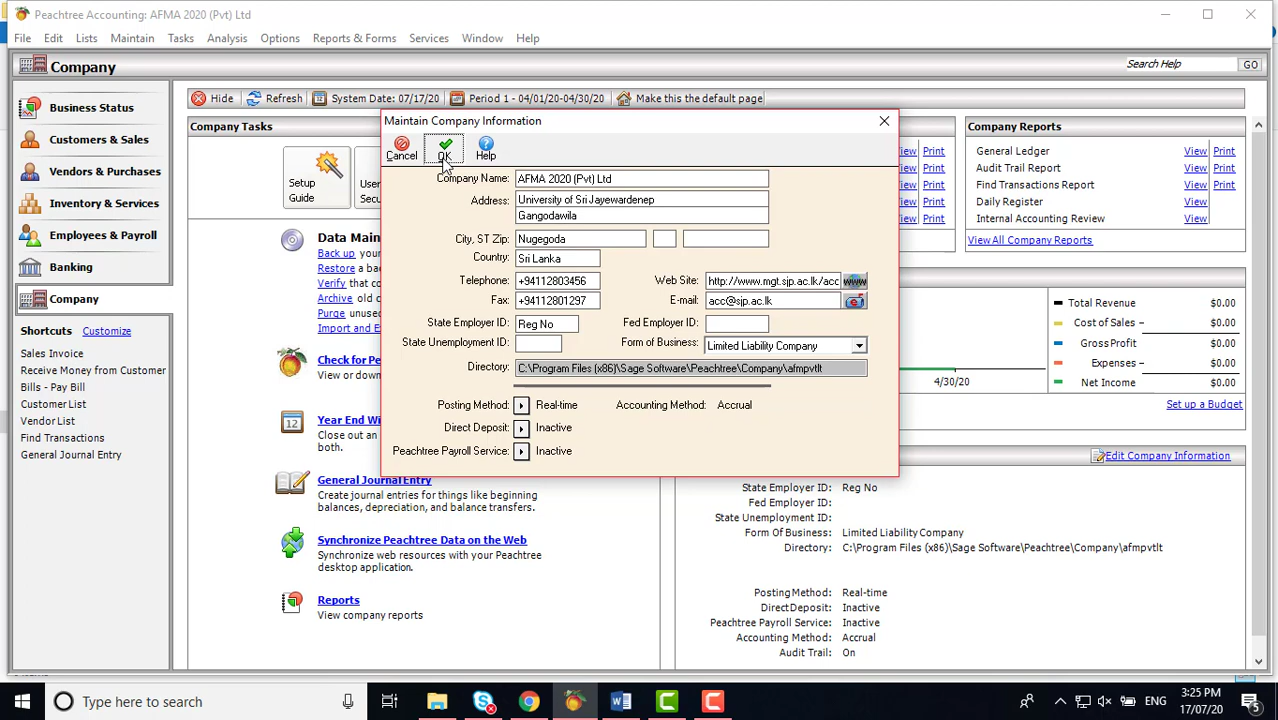 Peachtree Accounting: AFMA 2020 (Pvt) Ltd
File Edit Lists Maintain Tasks Analysis Options Reports & Forms Services Window Help
Company
Search Help GO
Business Status
Customers & Sales
Vendors & Purchases
Inventory & Services
Employees & Payroll
Banking
Company
Shortcuts Customize
Sales Invoice
Receive Money from Customer
Bills - Pay Bill
Customer List
Vendor List
Find Transactions
General Journal Entry
Hide Refresh System Date: 07/17/20 Period 1 - 04/01/20-04/30/20 Make this the default page
Company Tasks
Setup
Guide
User
Secu
Data Main
Back up your
Restore a bac
Verify that
Archive your
Purge unused
Import and E
Check for Pe
View or downlo
Year End Wi
Close out an
both.
General Journal Entry
Create journal entries for things like beginning
balances, depreciation, and balance transfers.
Synchronize Peachtree Data on the Web
Synchronize web resources with your Peachtree
desktop application.
Reports
View company reports
Maintain Company Information
Cancel OK Help
Company Name: AFMA 2020 (Pvt) Ltd
Address: University of Sri Jayewardenep
Gangodawila
City, ST Zip: Nugegoda
Country: Sri Lanka
Telephone: +94112803456 Web Site: http://www.mgt.sjp.ac.lk/acc WWW
Fax: +94112801297 E-mail: acc@sjp.ac.lk
State Employer ID: Reg No Fed Employer ID:
State Unemployment ID: Form of Business: Limited Liability Company
Directory: C:\Program Files (x86)\Sage Software\Peachtree\Company\afmpvtlt
Posting Method: Real-time Accounting Method: Accrual
Direct Deposit: Inactive
Peachtree Payroll Service: Inactive
Company Reports
General Ledger View Print
Audit Trail Report View Print
Find Transactions Report View Print
Daily Register View Print
Internal Accounting Review View Print
View All Company Reports
Total Revenue $0.00
Cost of Sales $0.00
Gross Profit $0.00
Expenses $0.00
Net Income $0.00
4/30/20
Set up a Budget
Edit Company Information
State Employer ID: Reg No
Fed Employer ID:
State Unemployment ID:
Form Of Business: Limited Liability Company
Directory: C:\Program Files (x86)\Sage Software\Peachtree\Company\afmpvtlt
Posting Method: Real-time
Direct Deposit: Inactive
Peachtree Payroll Service: Inactive
Accounting Method: Accrual
Audit Trail: On
Type here to search
ENG
3:25 PM
17/07/20
5